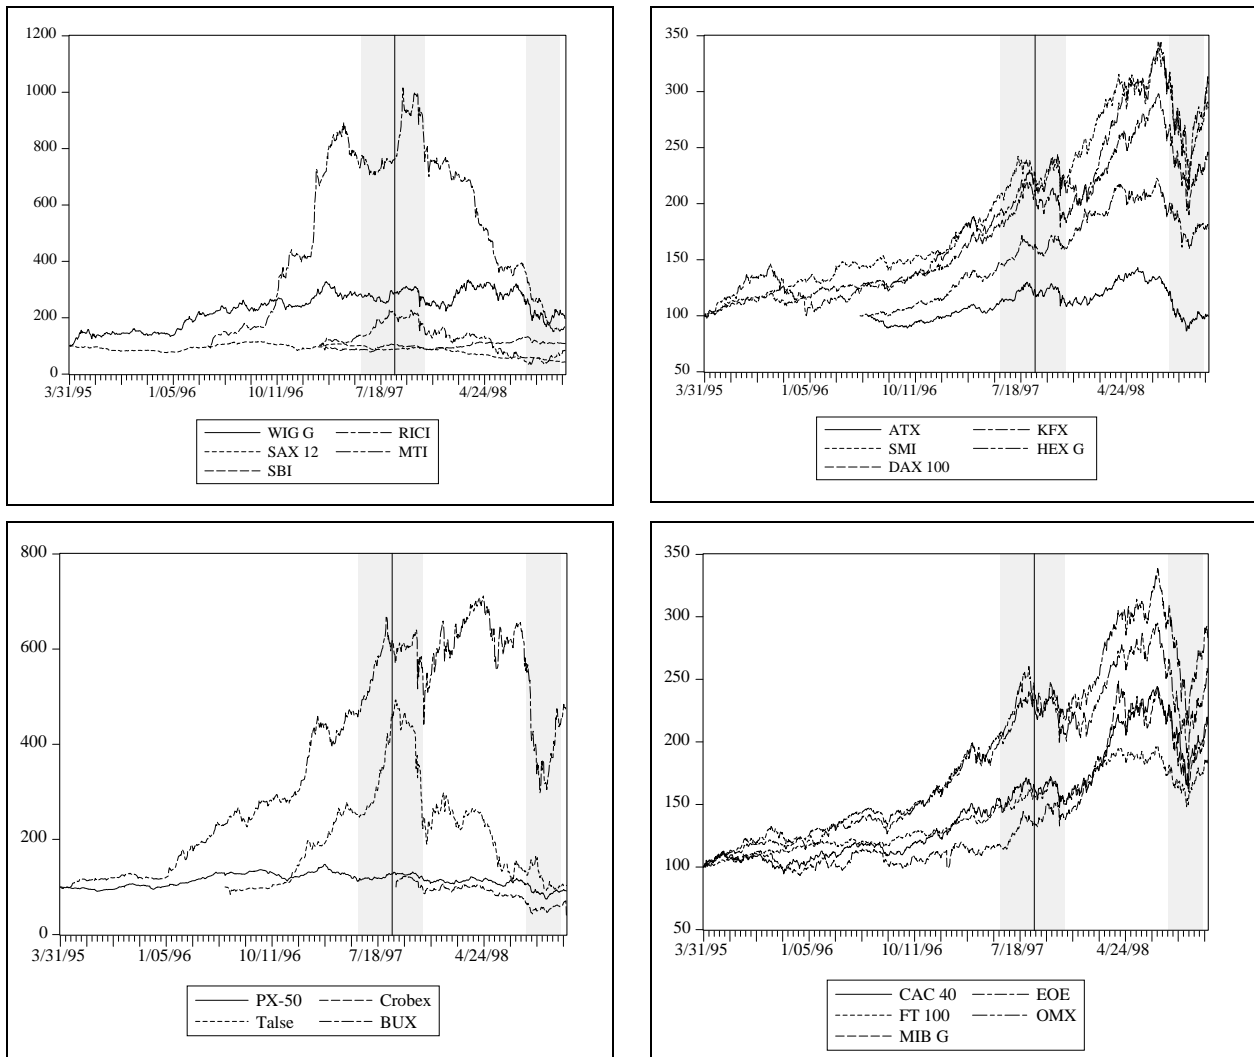 1200
1000
800
600
400
200
0
3/31/95 1/05/96 10/11/96 7/18/97 4/24/98
WIG G RICI
SAX 12 MTI
SBI
350
300
250
200
150
100
50
3/31/95 1/05/96 10/11/96 7/18/97 4/24/98
ATX KFX
SMI HEX G
DAX 100
800
600
400
200
0
3/31/95 1/05/96 10/11/96 7/18/97 4/24/98
PX-50 Crobex
Talse BUX
350
300
250
200
150
100
50
3/31/95 1/05/96 10/11/96 7/18/97 4/24/98
CAC 40 EOE
FT 100 OMX
MIB G